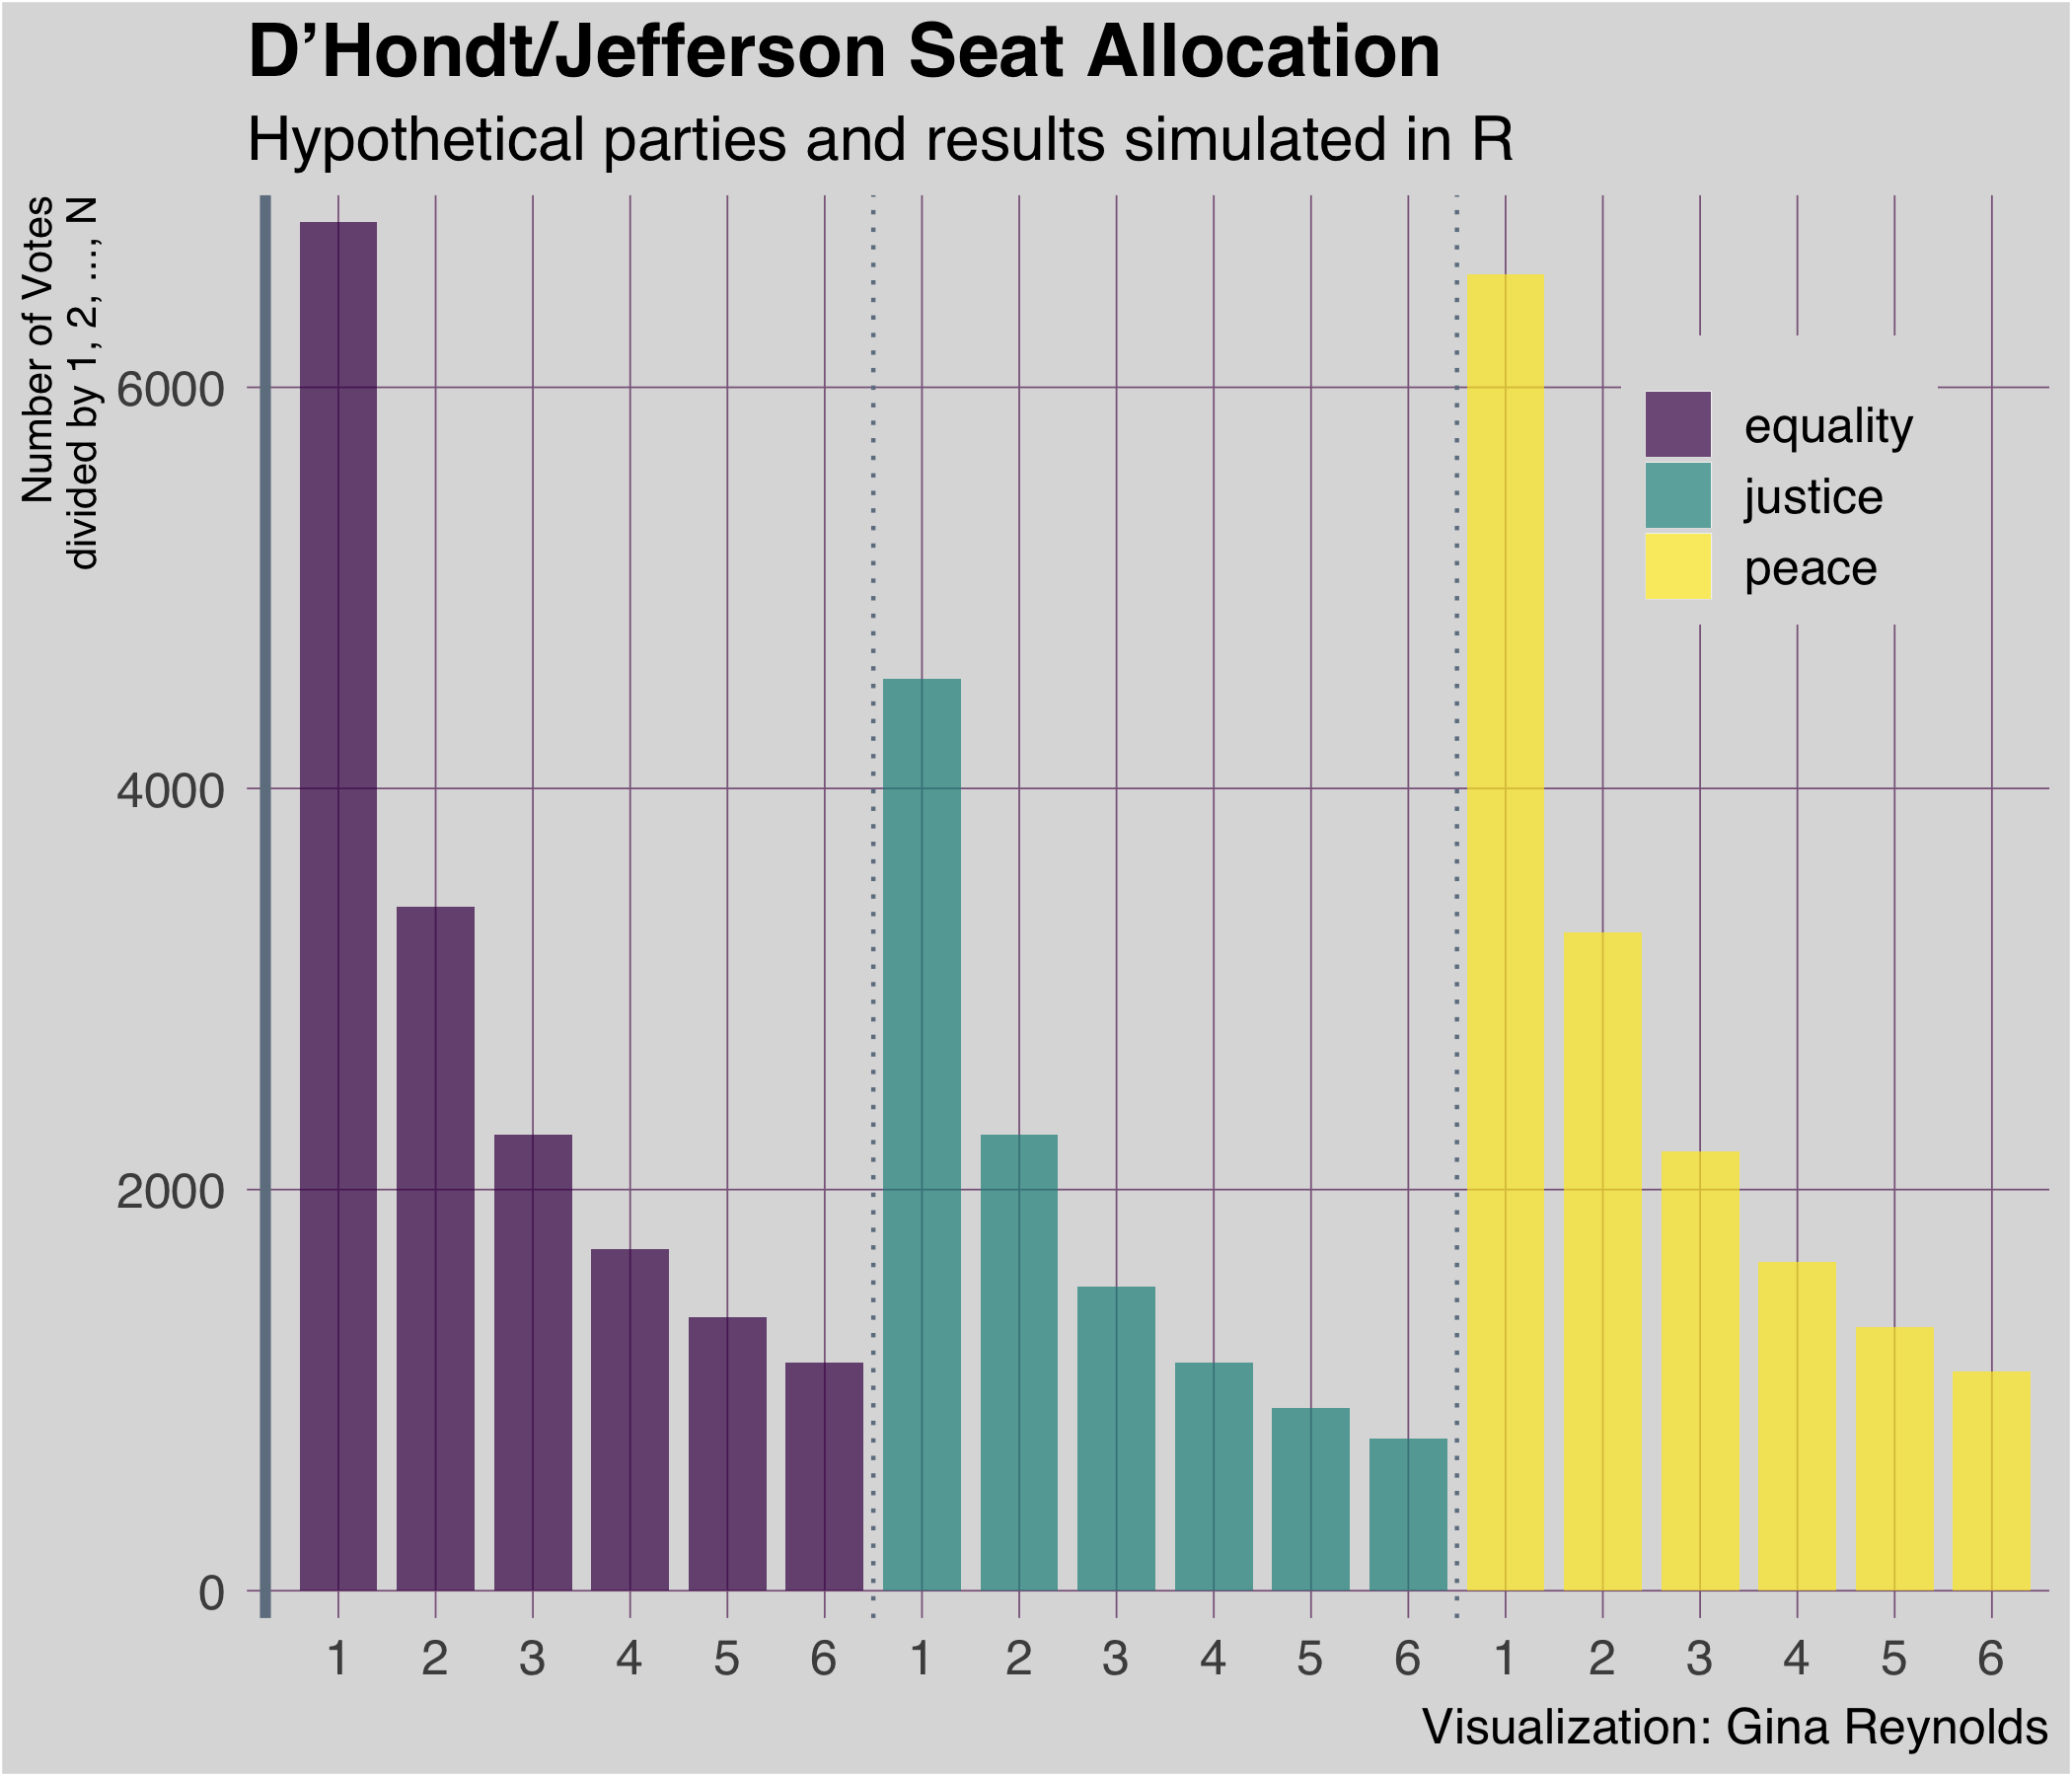 D’Hondt/Jefferson Seat Allocation
Hypothetical parties and results simulated in R
Number of Votes
divided by 1, 2, ..., N
6000
4000
2000
0
equality
justice
peace
1 2 3 4 5 6 1 2 3 4 5 6 1 2 3 4 5 6
Visualization: Gina Reynolds